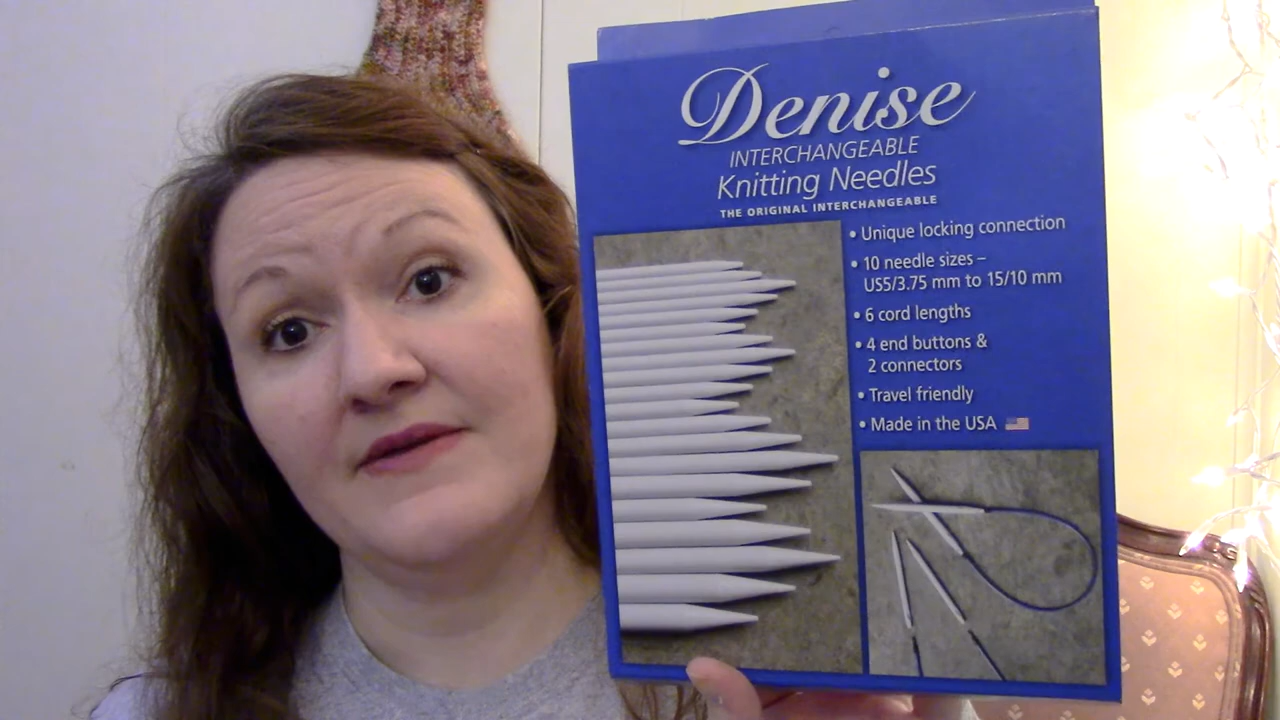 Denise
INTERCHANGEABLE
Knitting Needles
THE ORIGINAL INTERCHANGEABLE
• Unique locking connection
• 10 needle sizes –
US5/3.75 mm to 15/10 mm
• 6 cord lengths
• 4 end buttons &
2 connectors
• Travel friendly
• Made in the USA